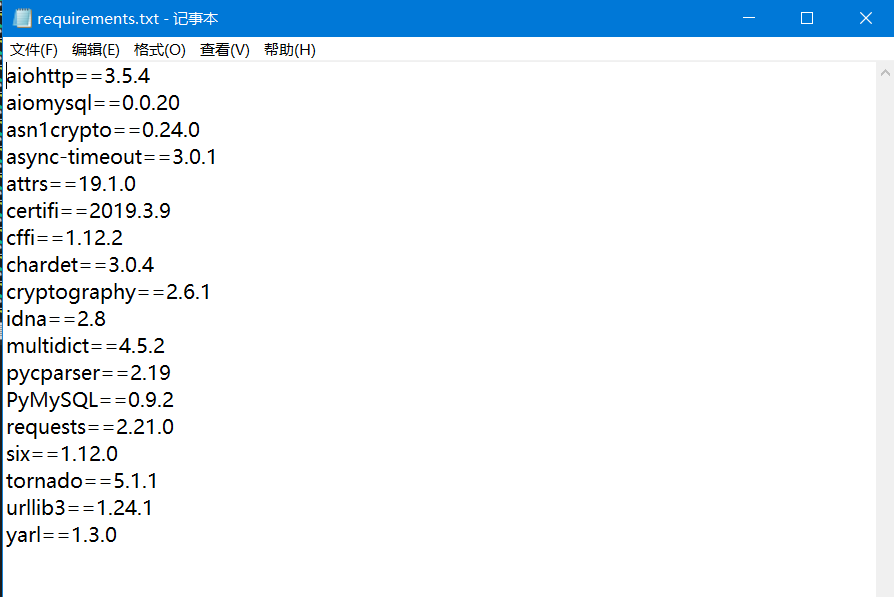 requirements.txt - 记事本
文件(F) 编辑(E) 格式(O) 查看(V) 帮助(H)
aiohttp==3.5.4
aiomysql==0.0.20
asn1crypto==0.24.0
async-timeout==3.0.1
attrs==19.1.0
certifi==2019.3.9
cffi==1.12.2
chardet==3.0.4
cryptography==2.6.1
idna==2.8
multidict==4.5.2
pycparser==2.19
PyMySQL==0.9.2
requests==2.21.0
six==1.12.0
tornado==5.1.1
urllib3==1.24.1
yarl==1.3.0